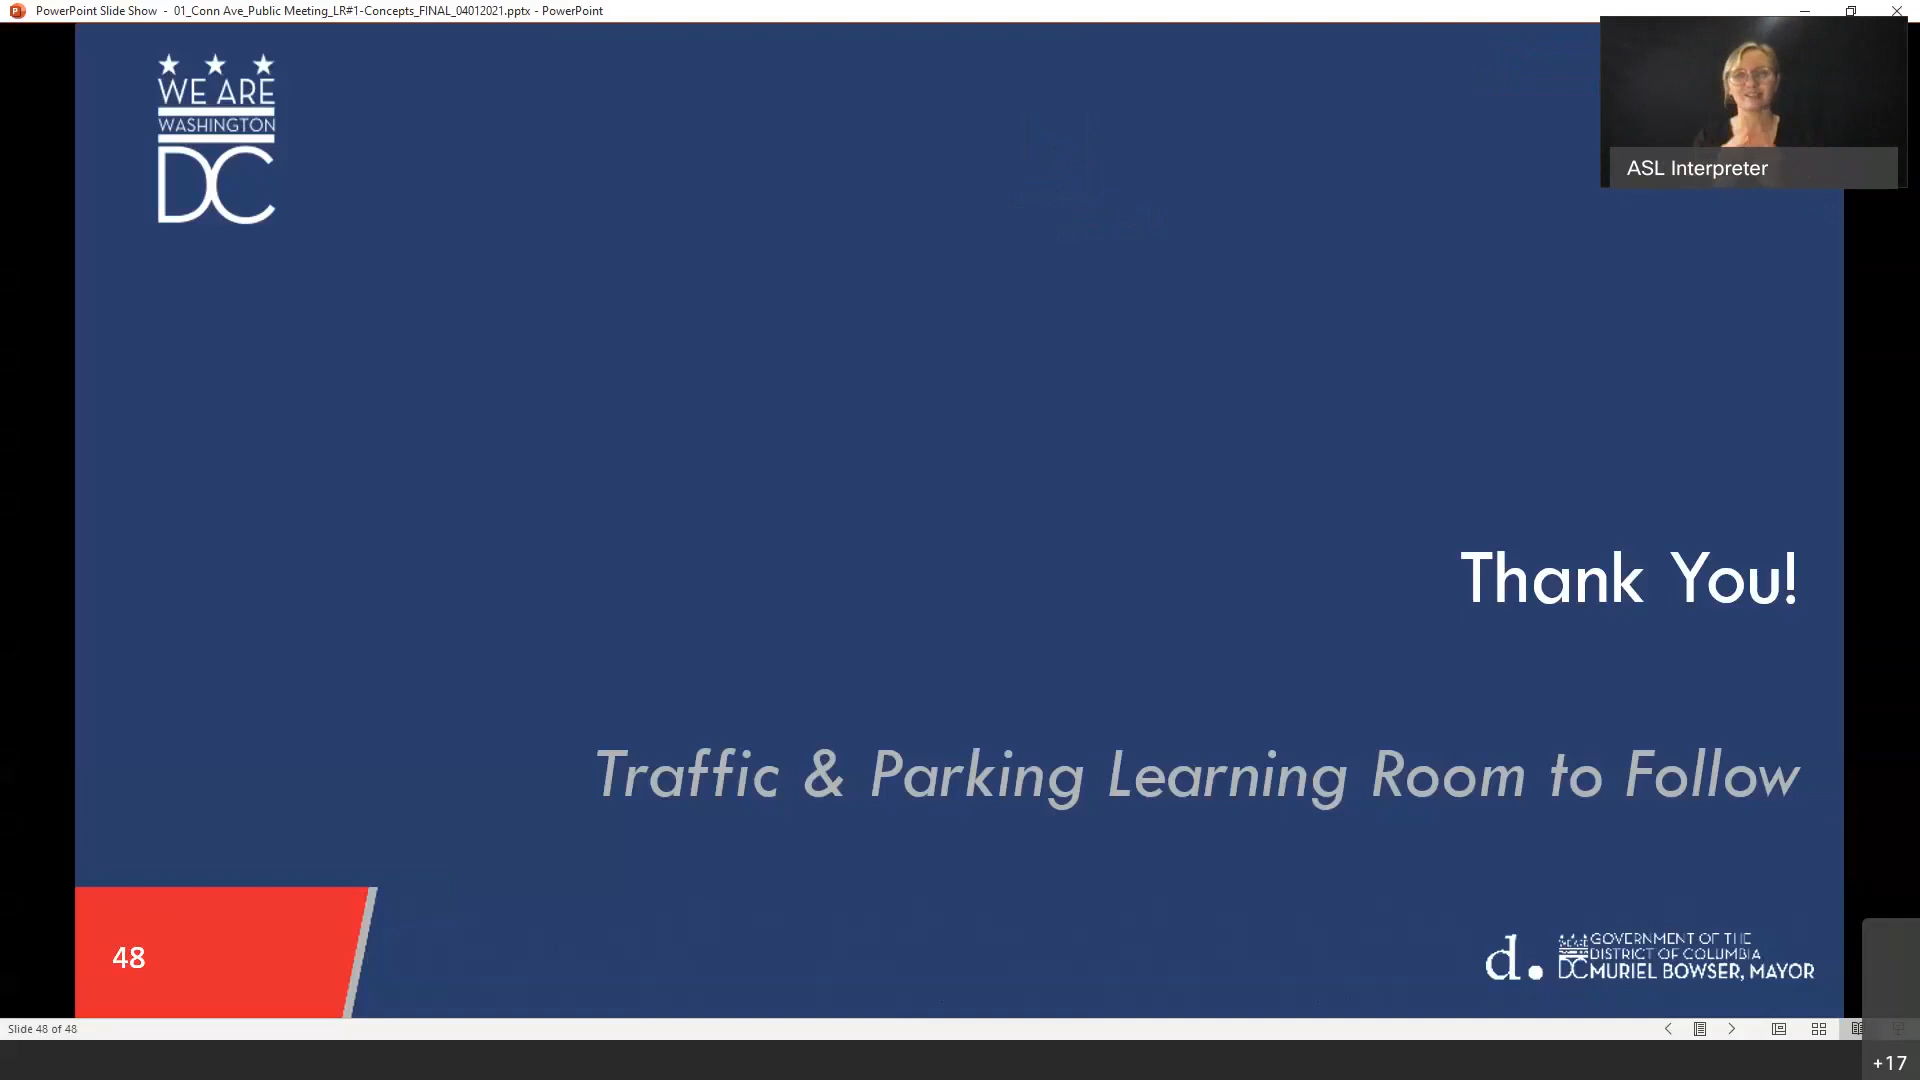 PowerPoint Slide Show - 01_Conn Ave_Public Meeting_LR#1-Concepts_FINAL_04012021.pptx - PowerPoint
WE ARE
WASHINGTON
DC
ASL Interpreter
Thank You!
Traffic & Parking Learning Room to Follow
48
d.
WE ARE
DC
GOVERNMENT OF THE
DISTRICT OF COLUMBIA
MURIEL BOWSER, MAYOR
Slide 48 of 48
+17